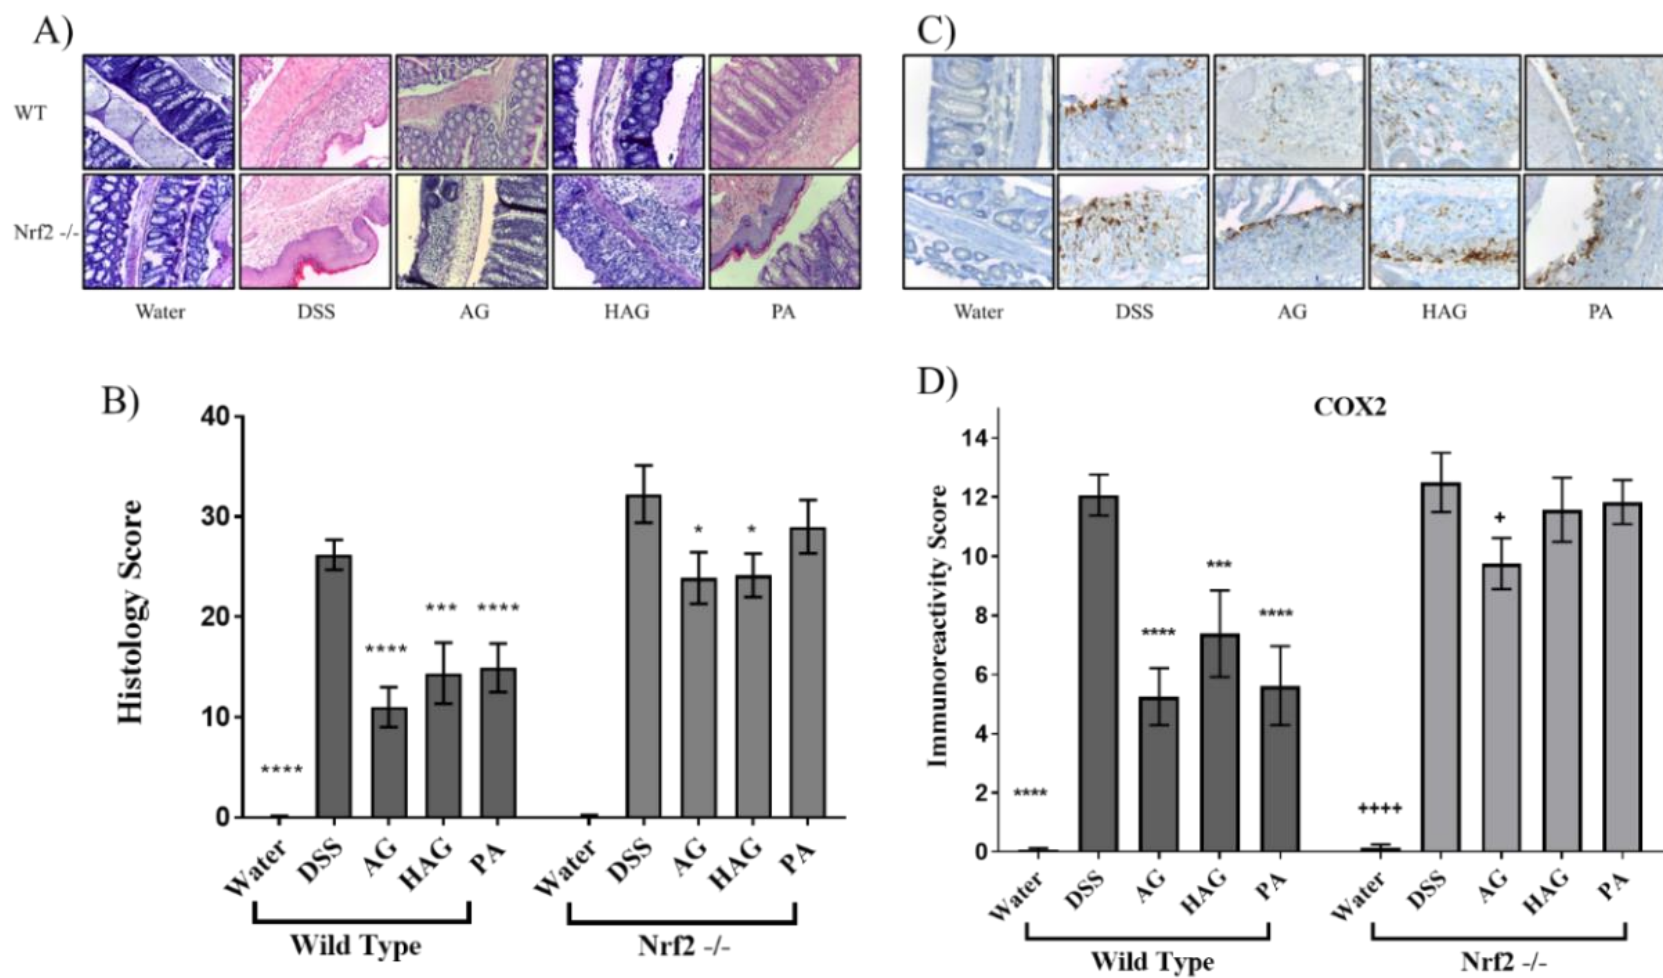 A)
WT
Nrf2 -/-
Water DSS AG HAG PA
C)
Water DSS AG HAG PA
B)
Histology Score
40
30
20
10
0
****
****
***
****
*
*
Water DSS AG HAG PA Water DSS AG HAG PA
Wild Type Nrf2 -/-
D)
COX2
Immunoreactivity Score
14
12
10
8
6
4
2
0
****
****
***
****
++++
+
Water DSS AG HAG PA Water DSS AG HAG PA
Wild Type Nrf2 -/-